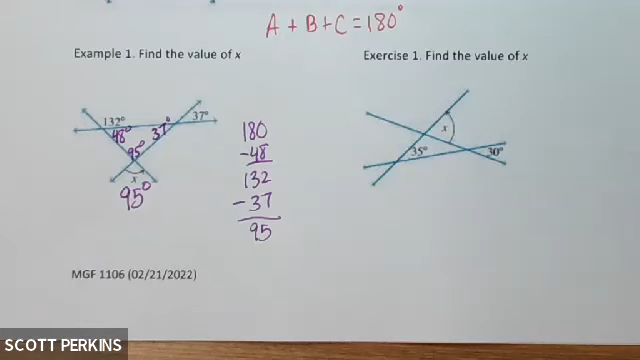 A + B + C = 180°
Example 1. Find the value of x
Exercise 1. Find the value of x
132°
37°
48°
37°
95°
x
95°
180
-48
132
-37
95
x
35°
30°
MGF 1106 (02/21/2022)
SCOTT PERKINS